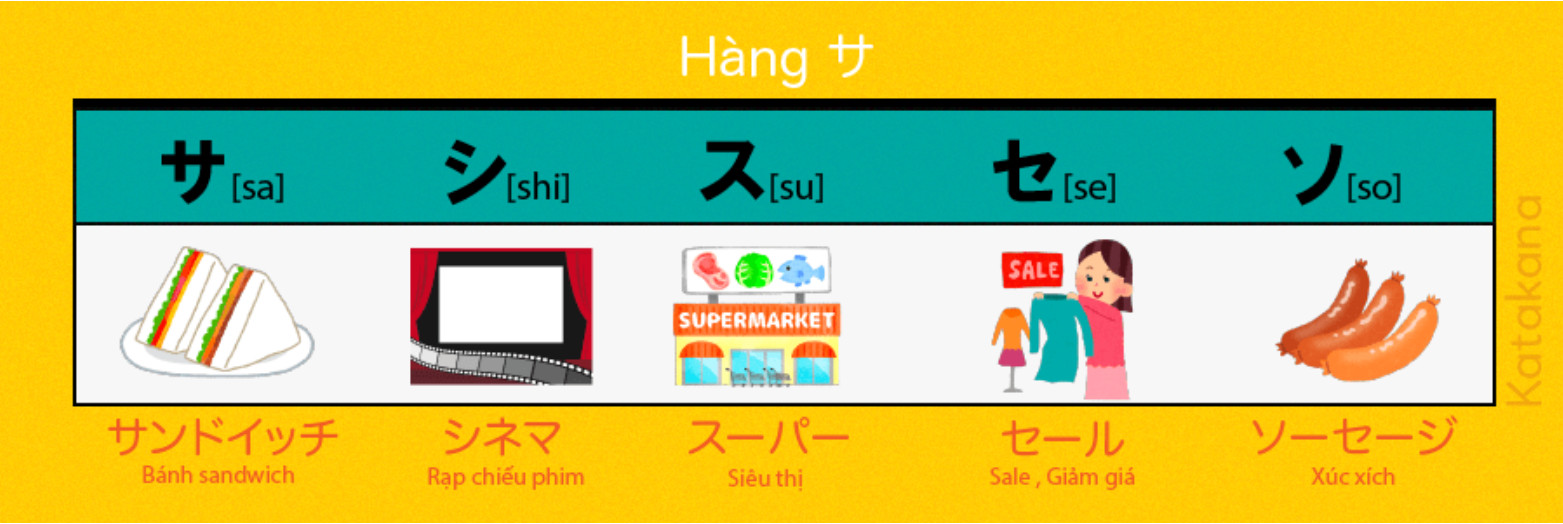 Hàng サ
サ[sa] シ[shi] ス[su] セ[se] ソ[so]
SALE
SUPERMARKET
サンドイッチ シネマ スーパー セール ソーセージ
Bánh sandwich Rạp chiếu phim Siêu thị Sale , Giảm giá Xúc xích
Katakana